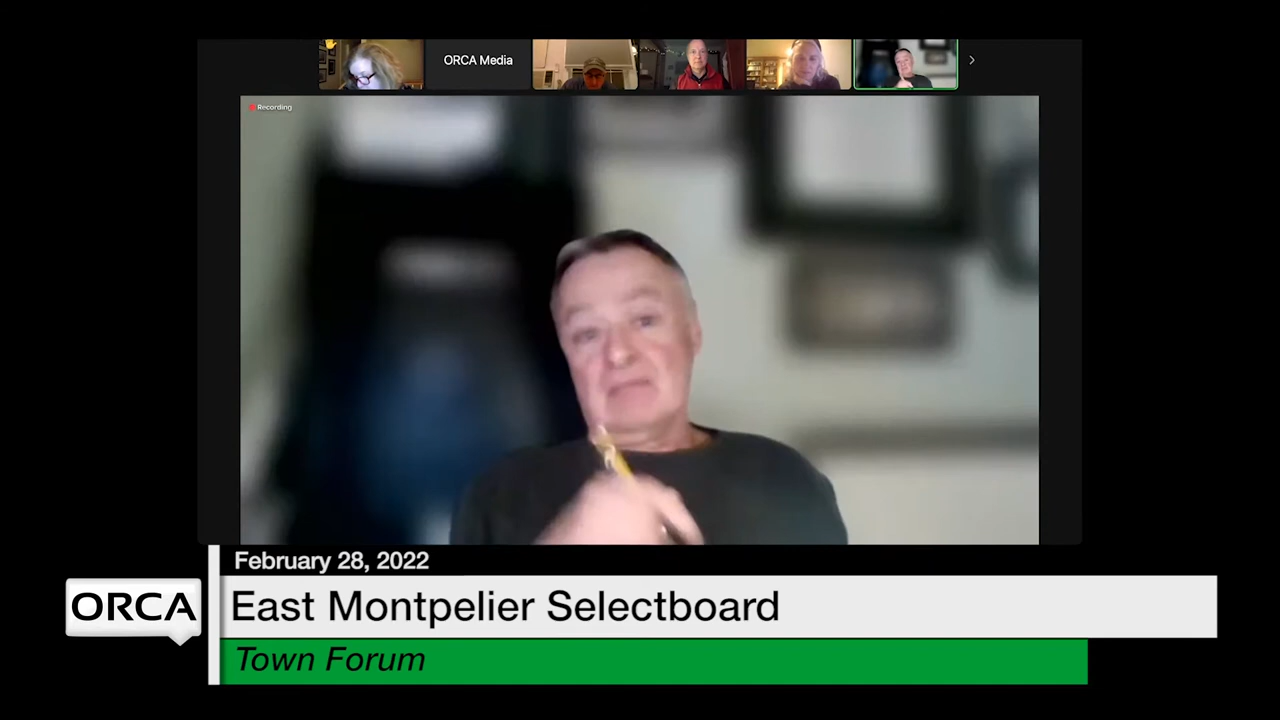 ORCA Media
Recording
February 28, 2022
ORCA
East Montpelier Selectboard
Town Forum